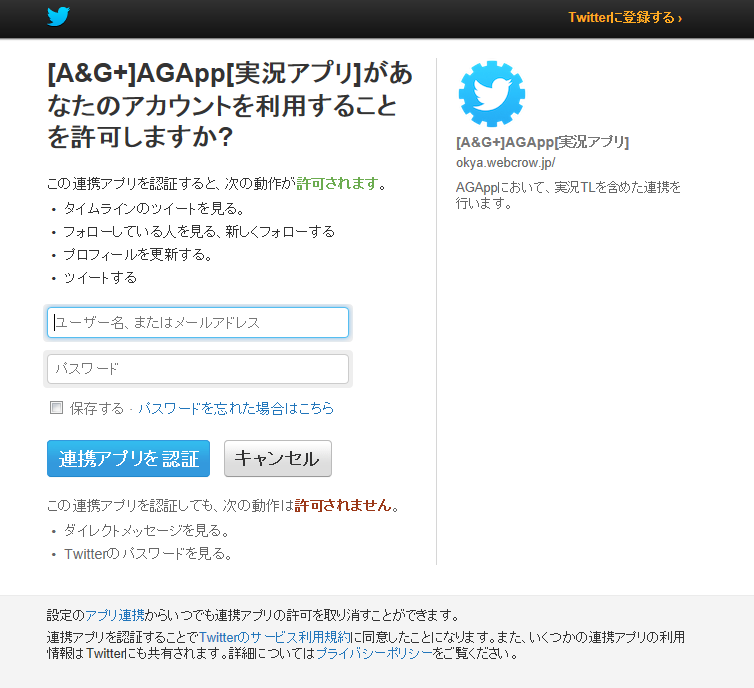 Twitterに登録する ›
[A&G+]AGApp[実況アプリ]があ
なたのアカウントを利用すること
を許可しますか?
この連携アプリを認証すると、次の動作が許可されます。
・ タイムラインのツイートを見る。
・ フォローしている人を見る、新しくフォローする
・ プロフィールを更新する。
・ ツイートする
ユーザー名、またはメールアドレス
パスワード
保存する · パスワードを忘れた場合はこちら
連携アプリを認証 キャンセル
この連携アプリを認証しても、次の動作は許可されません。
・ ダイレクトメッセージを見る。
・ Twitterのパスワードを見る。
[A&G+]AGApp[実況アプリ]
okya.webcrow.jp/
AGAppにおいて、実況TLを含めた連携を
行います。
設定のアプリ連携からいつでも連携アプリの許可を取り消すことができます。
連携アプリを認証することでTwitterのサービス利用規約に同意したことになります。また、いくつかの連携アプリの利用
情報はTwitterにも共有されます。詳細についてはプライバシーポリシーをご覧ください。